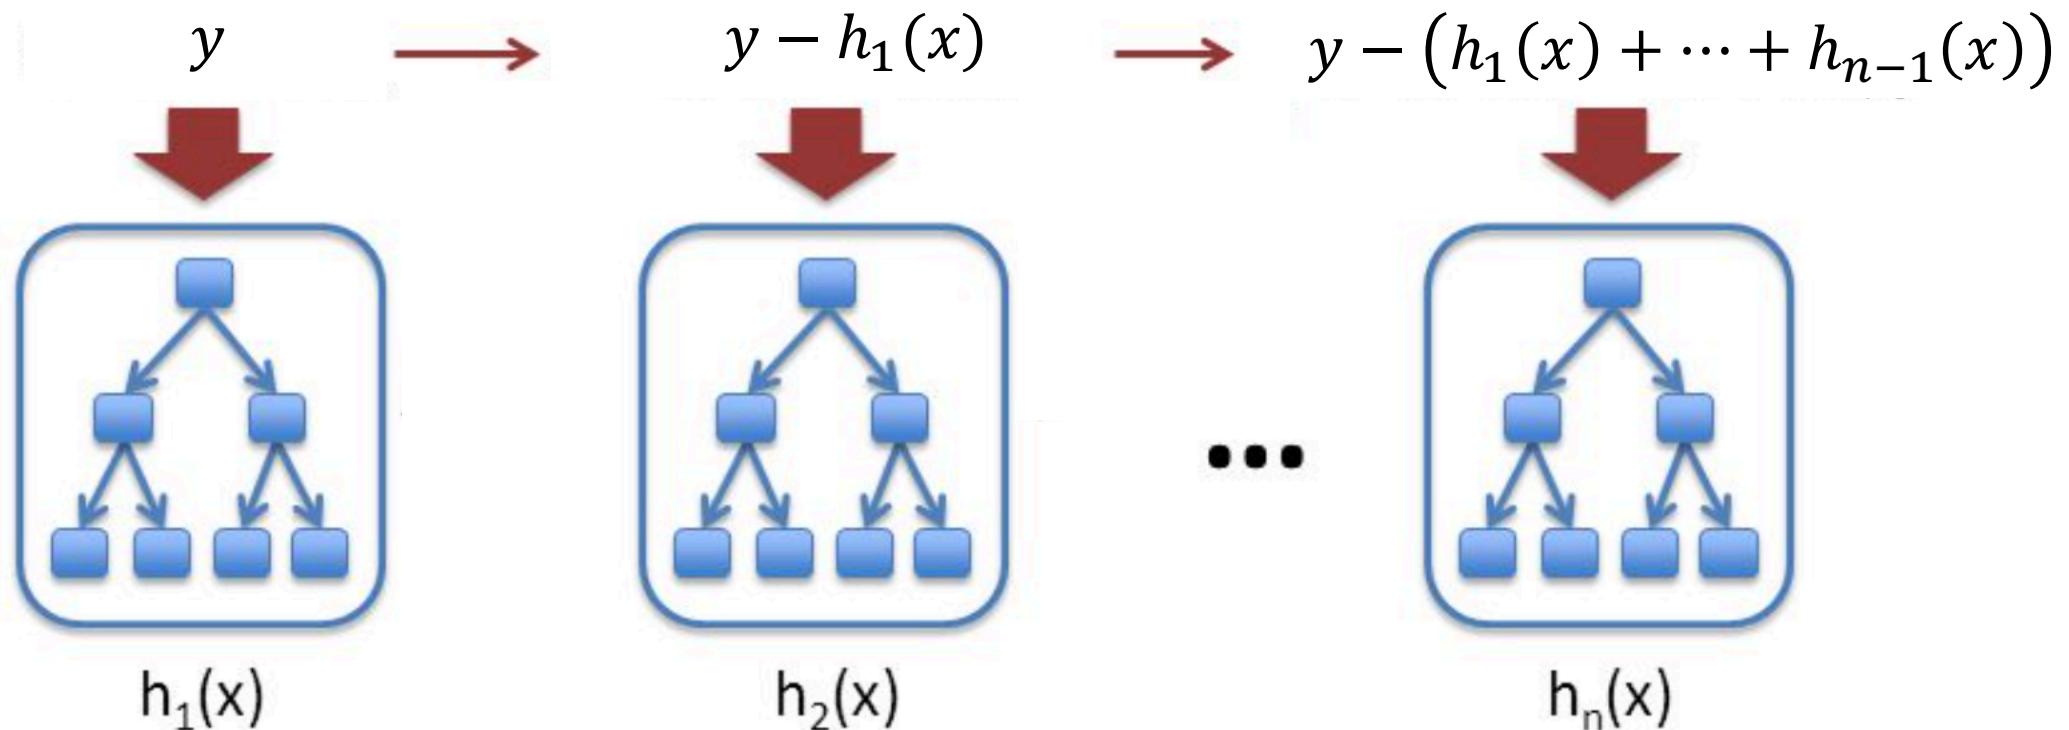 y → y − h₁(x) → y − (h₁(x) + ⋯ + hₙ₋₁(x))
...
h₁(x) h₂(x) hₙ(x)